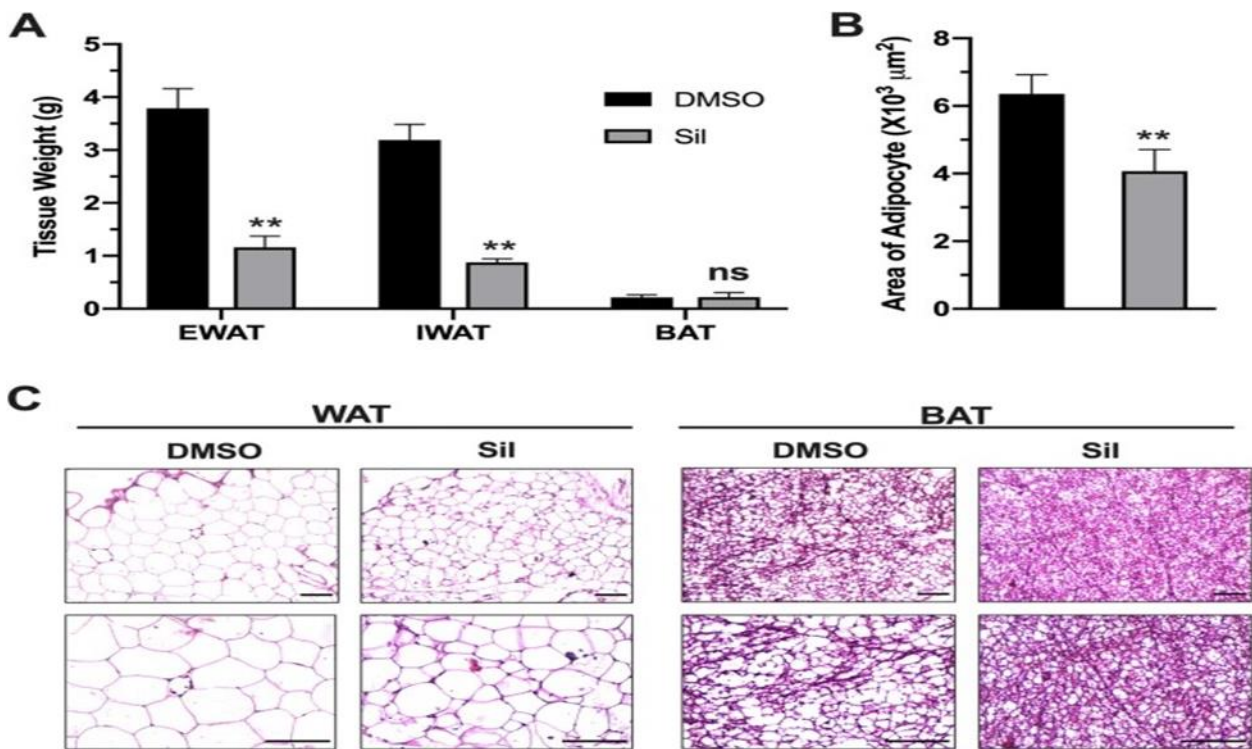 A
Tissue Weight (g)
5
4
3
2
1
0
**
**
ns
EWAT
IWAT
BAT
DMSO
Sil
B
Area of Adipocyte (X10³ μm²)
8
6
4
2
0
**
C
WAT
BAT
DMSO
Sil
DMSO
Sil